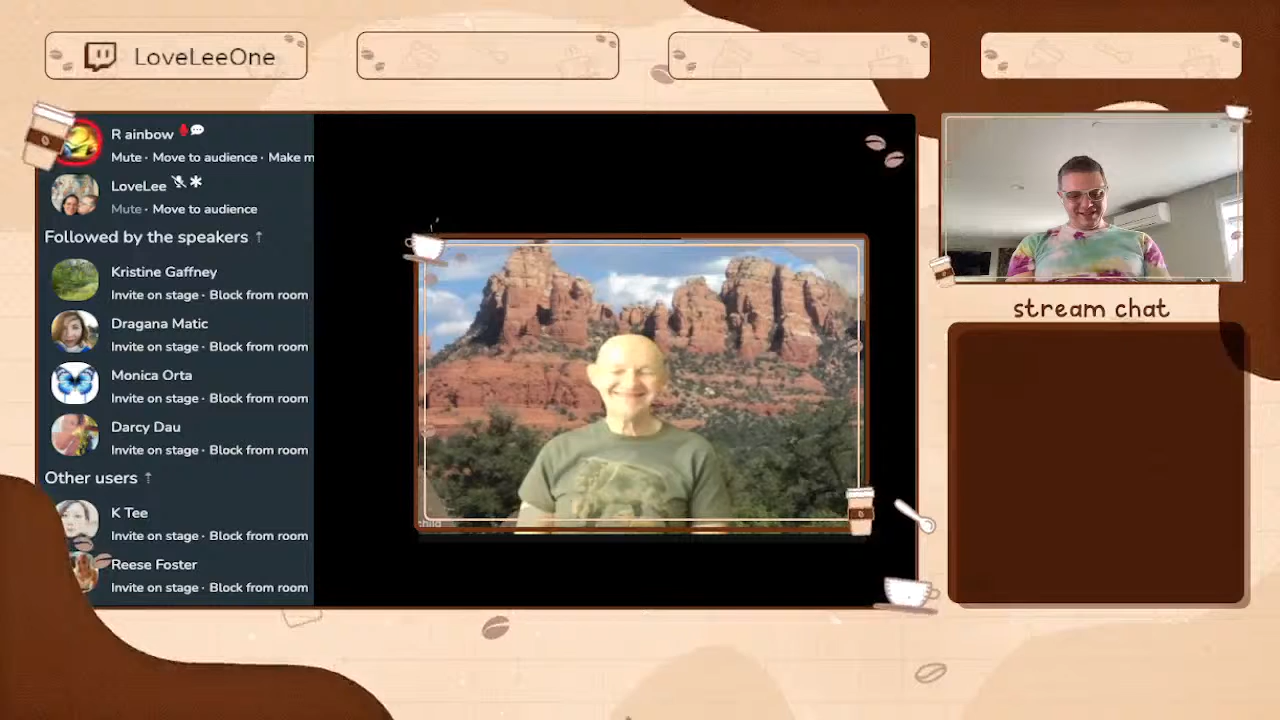 LoveLeeOne
R ainbow
Mute · Move to audience · Make m
LoveLee
Mute · Move to audience
Followed by the speakers ↑
Kristine Gaffney
Invite on stage · Block from room
Dragana Matic
Invite on stage · Block from room
Monica Orta
Invite on stage · Block from room
Darcy Dau
Invite on stage · Block from room
Other users ↑
K Tee
Invite on stage · Block from room
Reese Foster
Invite on stage · Block from room
child
stream chat